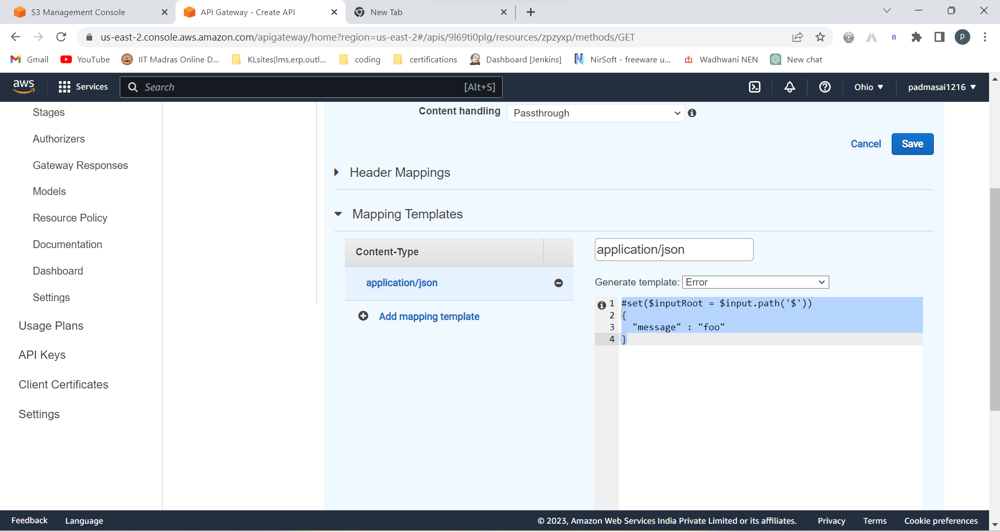 S3 Management Console
API Gateway - Create API
New Tab
us-east-2.console.aws.amazon.com/apigateway/home?region=us-east-2#/apis/9l69ti0plg/resources/zpzyxp/methods/GET
p
Gmail
YouTube
IIT Madras Online D...
KLsites(lms,erp,outl...
coding
certifications
Dashboard [Jenkins]
NirSoft - freeware u...
Wadhwani NEN
New chat
aws
Services
Search
[Alt+S]
Ohio
padmasai1216
Stages
Authorizers
Gateway Responses
Models
Resource Policy
Documentation
Dashboard
Settings
Usage Plans
API Keys
Client Certificates
Settings
Content handling
Passthrough
Cancel
Save
Header Mappings
Mapping Templates
Content-Type
application/json
Add mapping template
application/json
Generate template: Error
1 #set($inputRoot = $input.path('$'))
2 {
3 "message" : "foo"
4 }
Feedback
Language
© 2023, Amazon Web Services India Private Limited or its affiliates.
Privacy
Terms
Cookie preferences